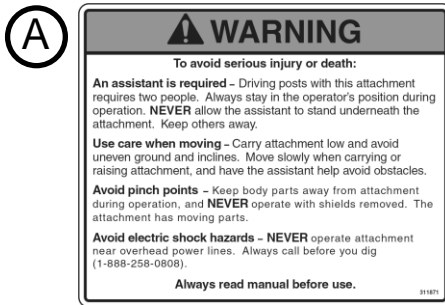 A
WARNING
To avoid serious injury or death:
An assistant is required – Driving posts with this attachment
requires two people. Always stay in the operator's position during
operation. NEVER allow the assistant to stand underneath the
attachment. Keep others away.
Use care when moving – Carry attachment low and avoid
uneven ground and inclines. Move slowly when carrying or
raising attachment, and have the assistant help avoid obstacles.
Avoid pinch points – Keep body parts away from attachment
during operation, and NEVER operate with shields removed. The
attachment has moving parts.
Avoid electric shock hazards – NEVER operate attachment
near overhead power lines. Always call before you dig
(1-888-258-0808).
Always read manual before use.
311871